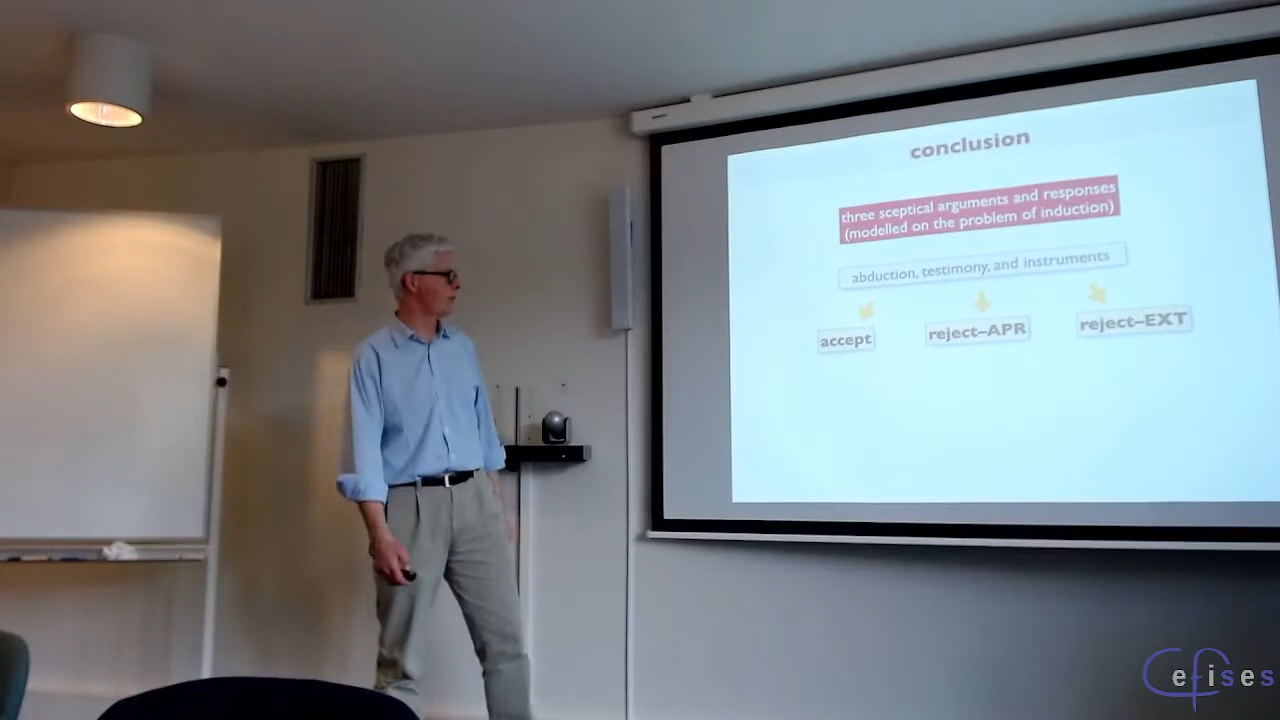 conclusion
three sceptical arguments and responses
(modelled on the problem of induction)
abduction, testimony, and instruments
accept
reject–APR
reject–EXT
Cefises